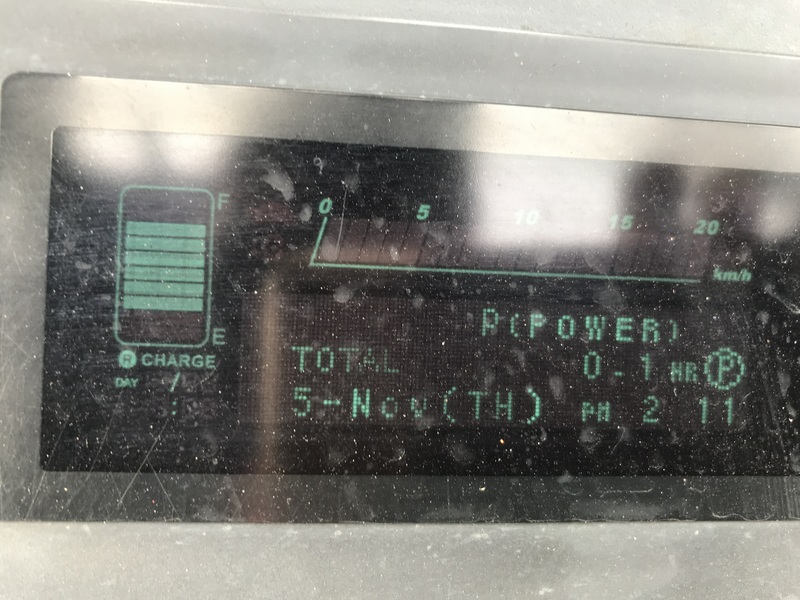 F
0 5 10 15 20
km/h
E
P(POWER)
R CHARGE
TOTAL 0.1 HR P
DAY /
:
5-Nov(TH) PM 2 11